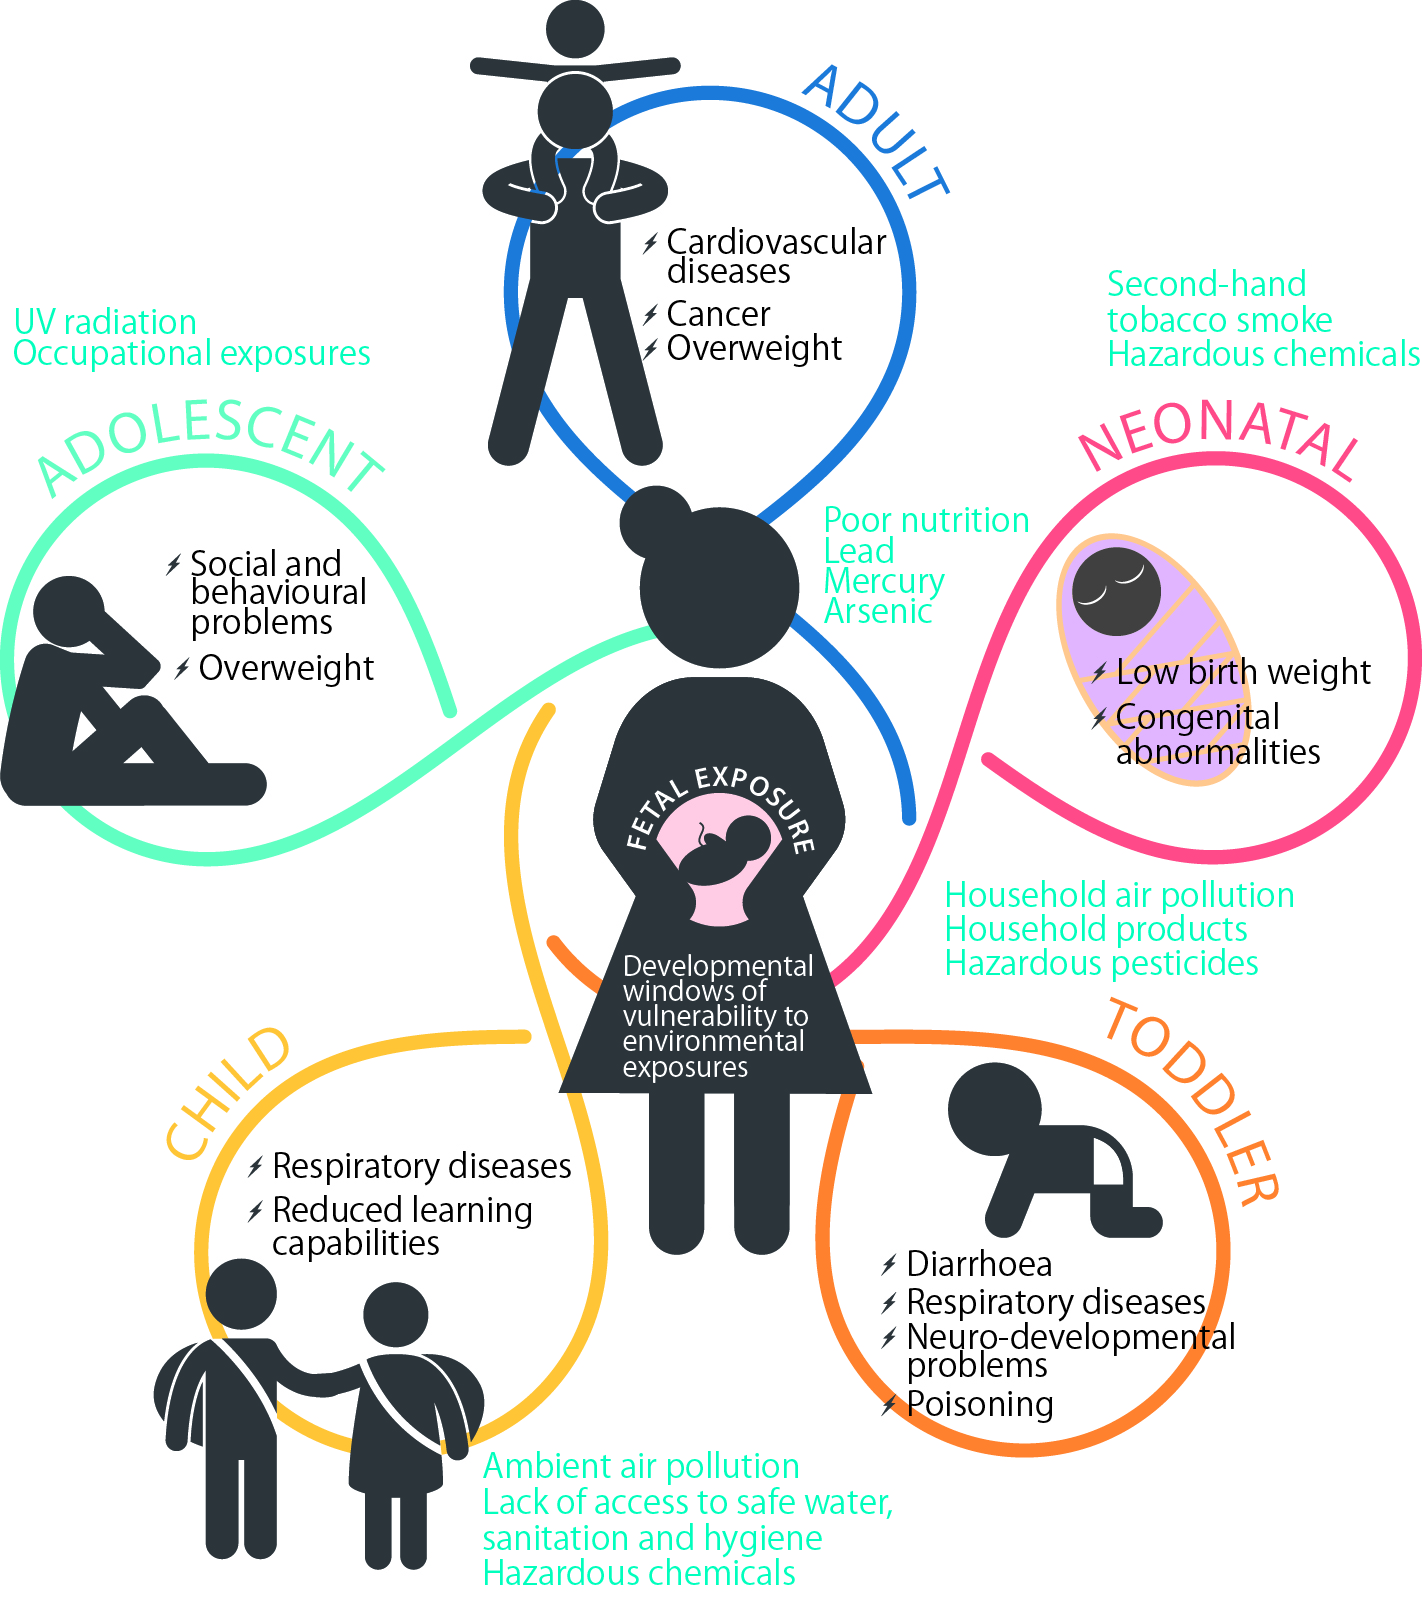 ADULT
Cardiovascular
diseases
Cancer
Overweight
Second-hand
tobacco smoke
Hazardous chemicals
UV radiation
Occupational exposures
ADOLESCENT
Social and
behavioural
problems
Overweight
Poor nutrition
Lead
Mercury
Arsenic
NEONATAL
Low birth weight
Congenital
abnormalities
FETAL EXPOSURE
Developmental
windows of
vulnerability to
environmental
exposures
Household air pollution
Household products
Hazardous pesticides
TODDLER
Diarrhoea
Respiratory diseases
Neuro-developmental
problems
Poisoning
CHILD
Respiratory diseases
Reduced learning
capabilities
Ambient air pollution
Lack of access to safe water,
sanitation and hygiene
Hazardous chemicals